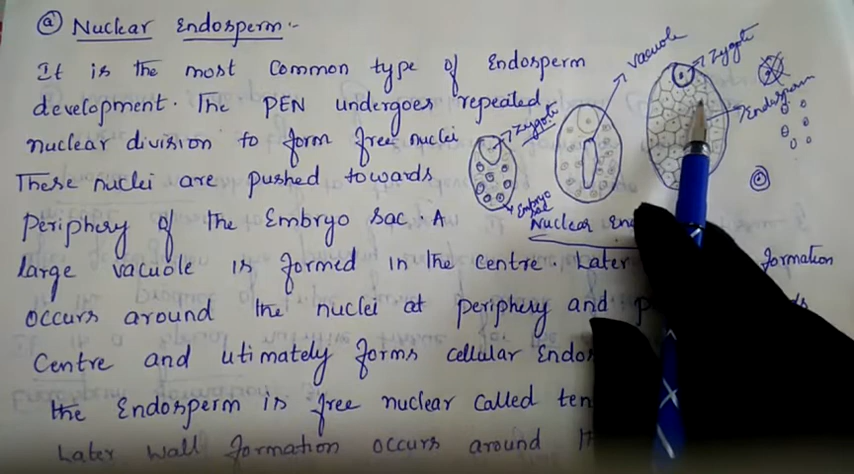 ⓐ Nuclear Endosperm:-
It is the most common type of Endosperm
development. The PEN undergoes repeated
nuclear division to form free nuclei
These nuclei are pushed towards
Periphery of the Embryo sac. A
large vacuole is formed in the centre. Later formation
occurs around the nuclei at periphery and
Centre and utimately forms cellular
the Endosperm is free nuclear called
Later wall formation occurs around
Zygote
Embryo sac
Vacuole
Zygote
Endosperm
Nuclear